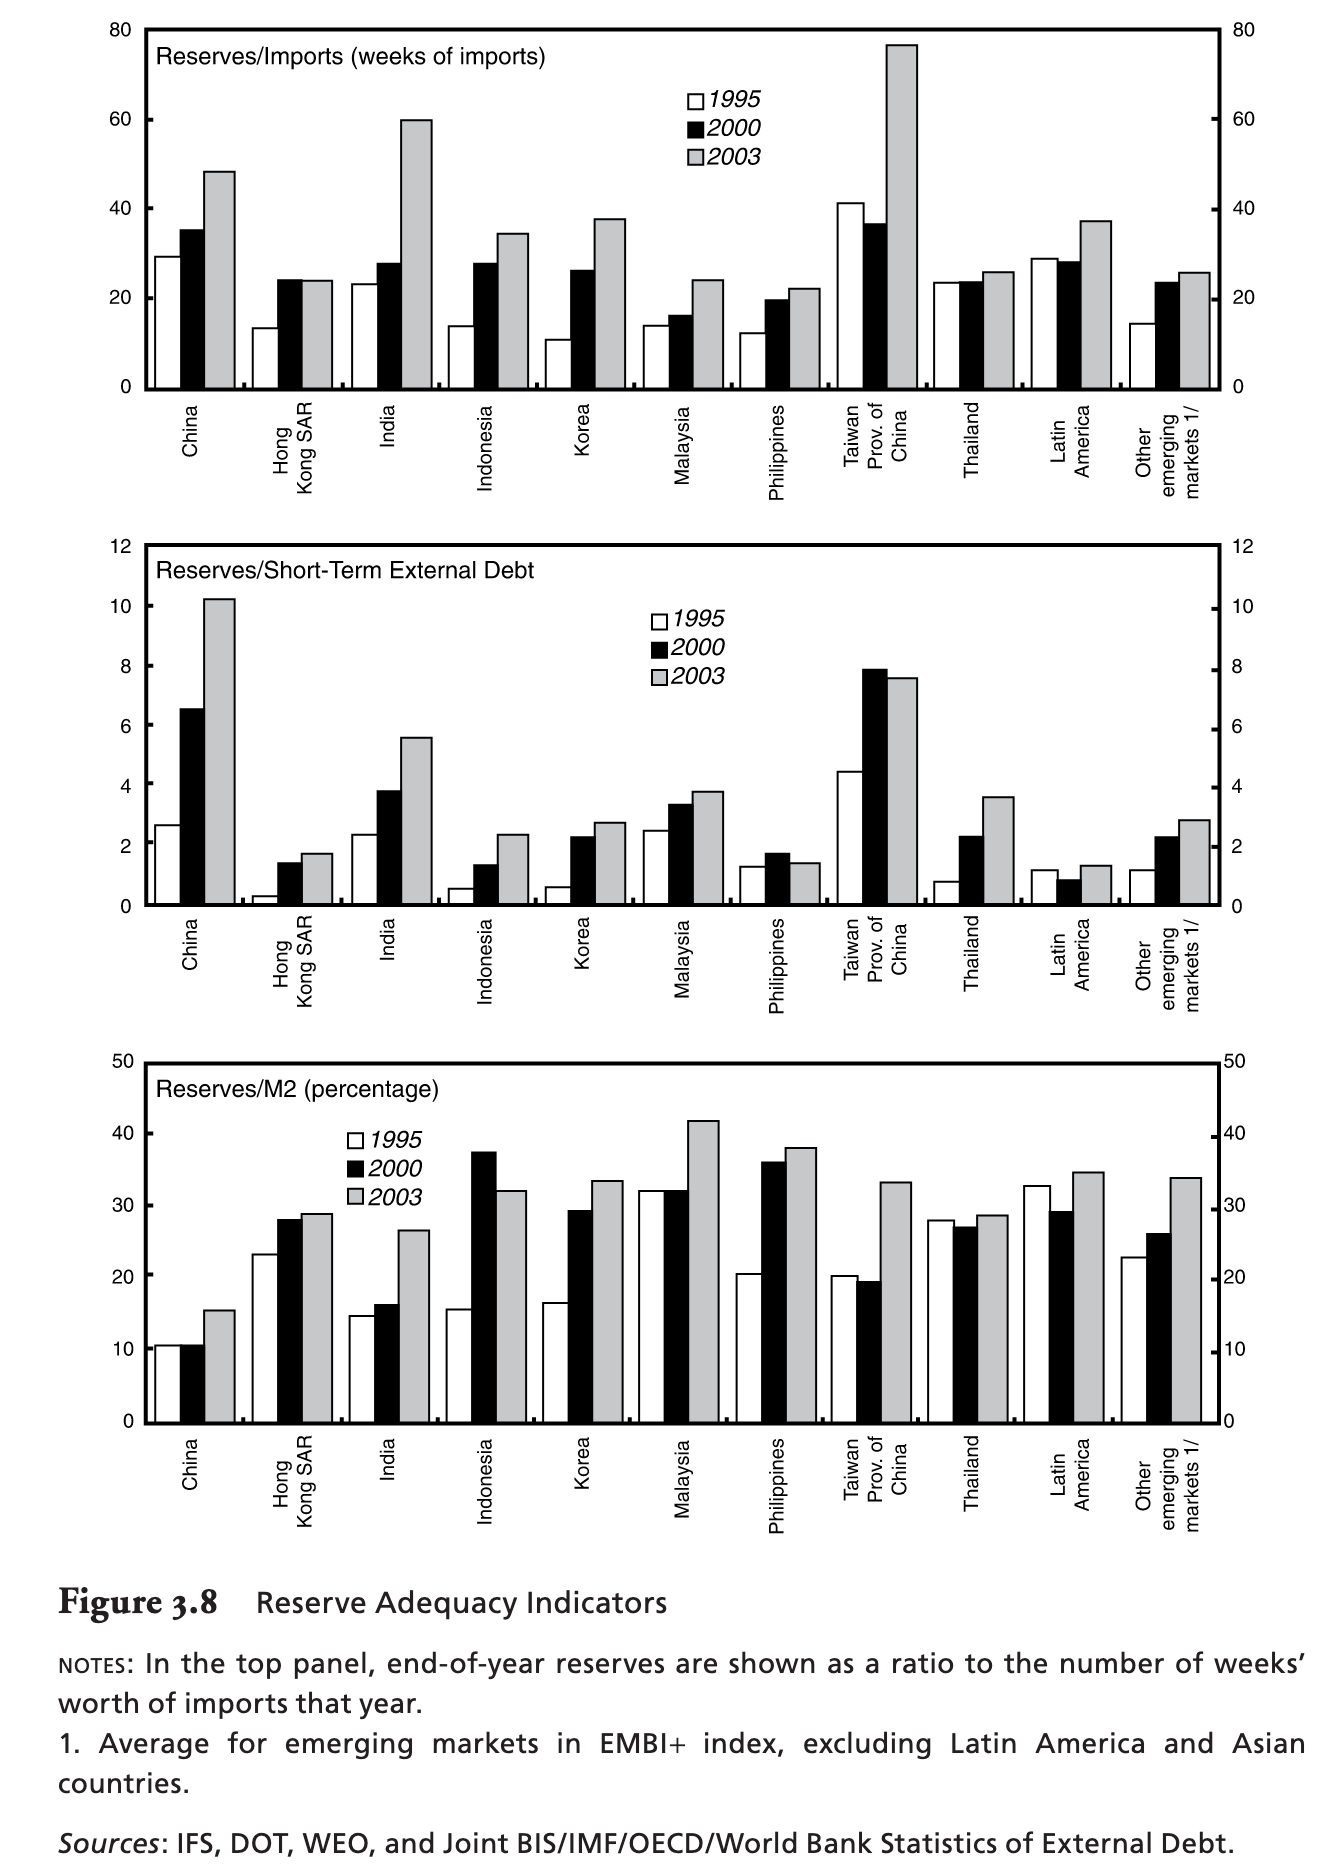 Reserves/Imports (weeks of imports)
80
60
40
20
0
80
60
40
20
0
1995
2000
2003
China
Hong
Kong SAR
India
Indonesia
Korea
Malaysia
Philippines
Taiwan
Prov. of
China
Thailand
Latin
America
Other
emerging
markets 1/
Reserves/Short-Term External Debt
12
10
8
6
4
2
0
12
10
8
6
4
2
0
1995
2000
2003
China
Hong
Kong SAR
India
Indonesia
Korea
Malaysia
Philippines
Taiwan
Prov. of
China
Thailand
Latin
America
Other
emerging
markets 1/
Reserves/M2 (percentage)
50
40
30
20
10
0
50
40
30
20
10
0
1995
2000
2003
China
Hong
Kong SAR
India
Indonesia
Korea
Malaysia
Philippines
Taiwan
Prov. of
China
Thailand
Latin
America
Other
emerging
markets 1/
Figure 3.8 Reserve Adequacy Indicators
NOTES: In the top panel, end-of-year reserves are shown as a ratio to the number of weeks’
worth of imports that year.
1. Average for emerging markets in EMBI+ index, excluding Latin America and Asian
countries.
Sources: IFS, DOT, WEO, and Joint BIS/IMF/OECD/World Bank Statistics of External Debt.